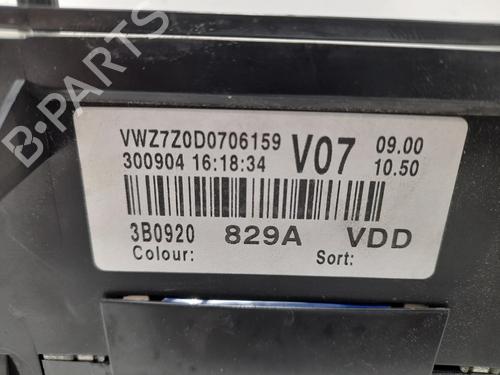 VWZ7Z0D0706159 V07 09.00
300904 16:18:34 10.50
3B0920 829A VDD
Colour: Sort:
B-PARTS